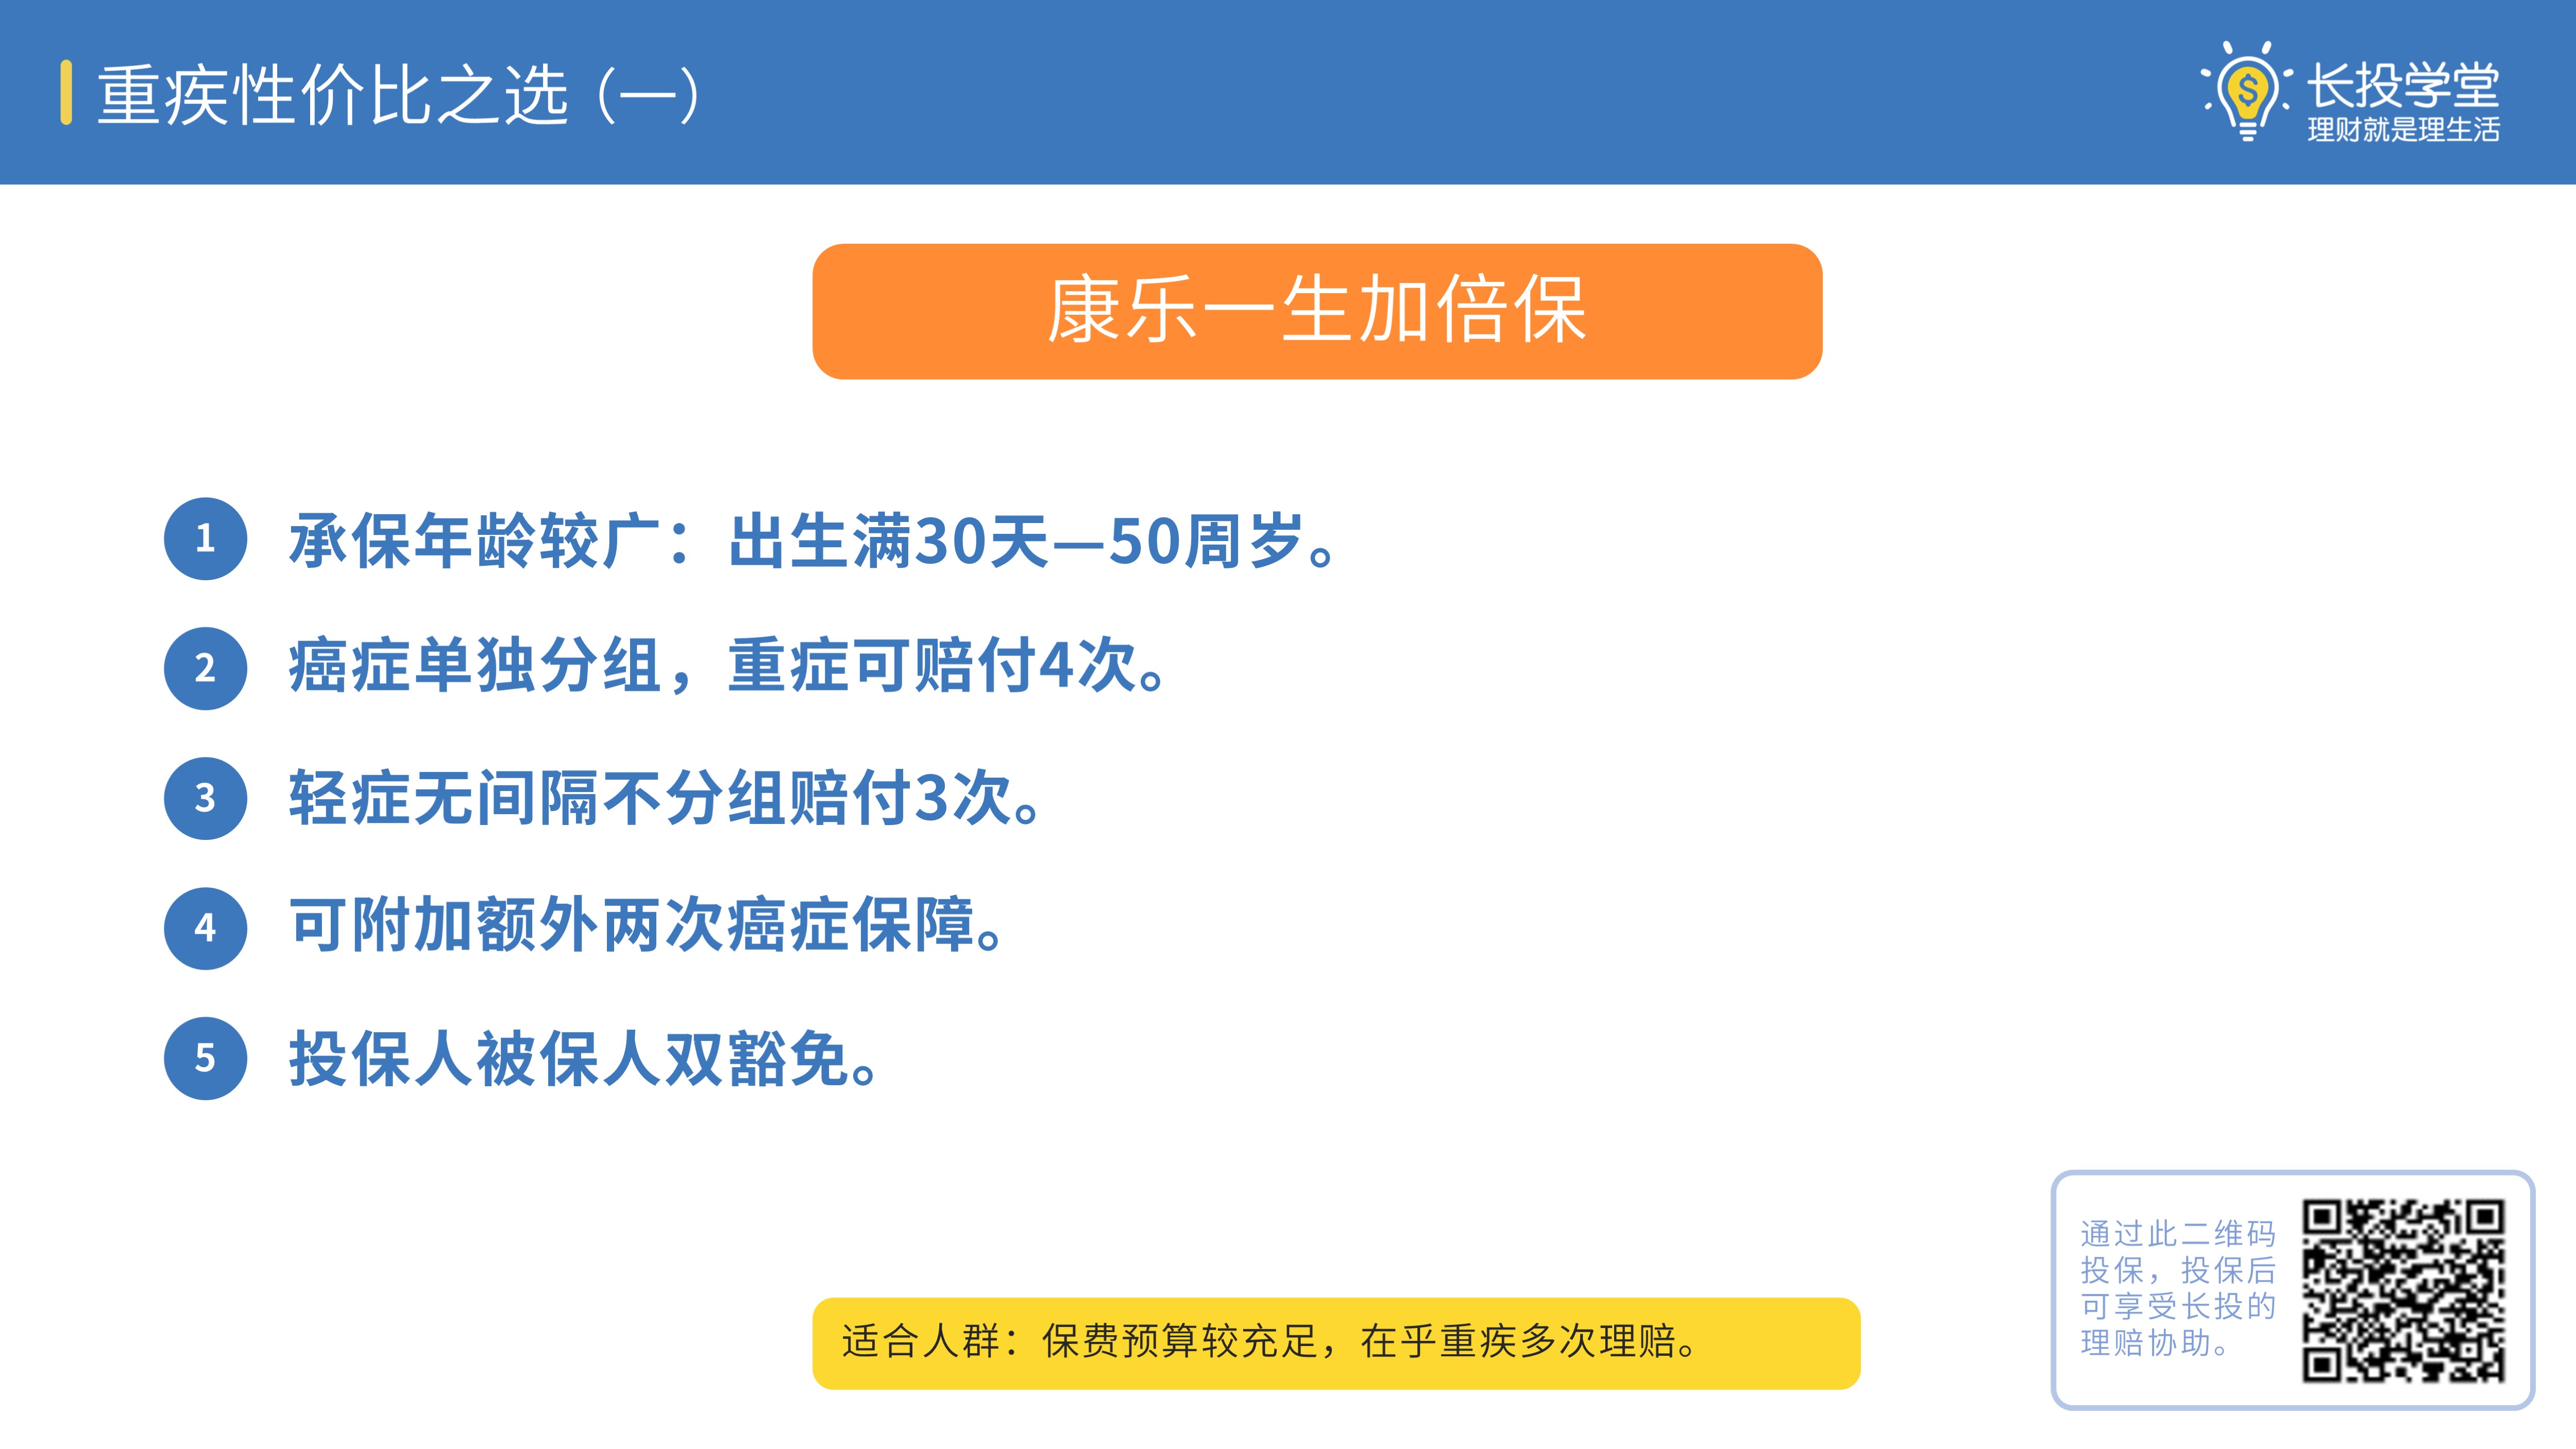 重疾性价比之选（一）
长投学堂
理财就是理生活
康乐一生加倍保
1 承保年龄较广：出生满30天—50周岁。
2 癌症单独分组，重症可赔付4次。
3 轻症无间隔不分组赔付3次。
4 可附加额外两次癌症保障。
5 投保人被保人双豁免。
适合人群：保费预算较充足，在乎重疾多次理赔。
通过此二维码
投保，投保后
可享受长投的
理赔协助。